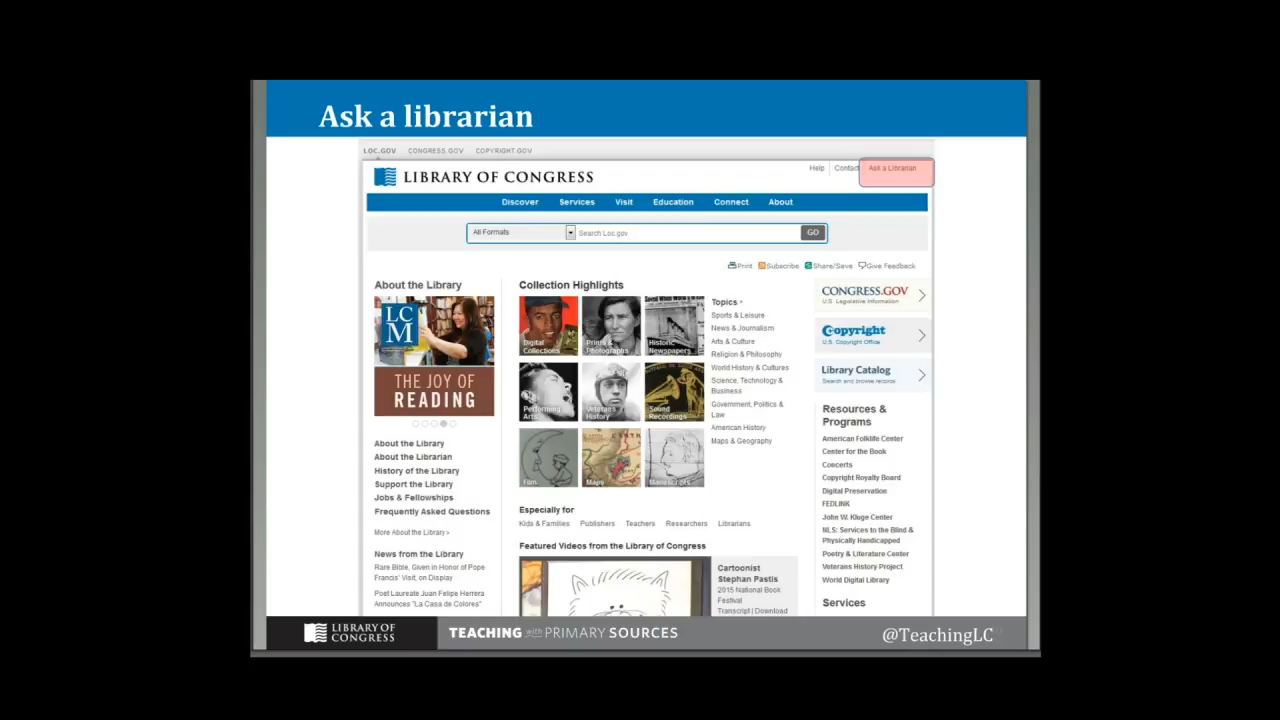 Ask a librarian
LOC.GOV CONGRESS.GOV COPYRIGHT.GOV
LIBRARY OF CONGRESS
Help Contact Ask a Librarian
Discover Services Visit Education Connect About
All Formats Search Loc.gov GO
Print Subscribe Share/Save Give Feedback
About the Library
LC
M
THE JOY OF
READING
About the Library
About the Librarian
History of the Library
Support the Library
Jobs & Fellowships
Frequently Asked Questions
More About the Library ›
News from the Library
Rare Bible, Given in Honor of Pope
Francis' Visit, on Display
Poet Laureate Juan Felipe Herrera
Announces "La Casa de Colores"
Collection Highlights
Digital
Collections
Prints &
Photographs
Historic
Newspapers
Performing
Arts
Veterans
History
Sound
Recordings
Film
Maps
Manuscripts
Topics
Sports & Leisure
News & Journalism
Arts & Culture
Religion & Philosophy
World History & Cultures
Science, Technology &
Business
Government, Politics &
Law
American History
Maps & Geography
Especially for
Kids & Families Publishers Teachers Researchers Librarians
Featured Videos from the Library of Congress
Cartoonist
Stephan Pastis
2015 National Book
Festival
Transcript | Download
CONGRESS.GOV
U.S. Legislative Information
Copyright
U.S. Copyright Office
Library Catalog
Search and browse records
Resources &
Programs
American Folklife Center
Center for the Book
Concerts
Copyright Royalty Board
Digital Preservation
FEDLINK
John W. Kluge Center
NLS: Services to the Blind &
Physically Handicapped
Poetry & Literature Center
Veterans History Project
World Digital Library
Services
LIBRARY OF
CONGRESS
TEACHING with PRIMARY SOURCES
@TeachingLC